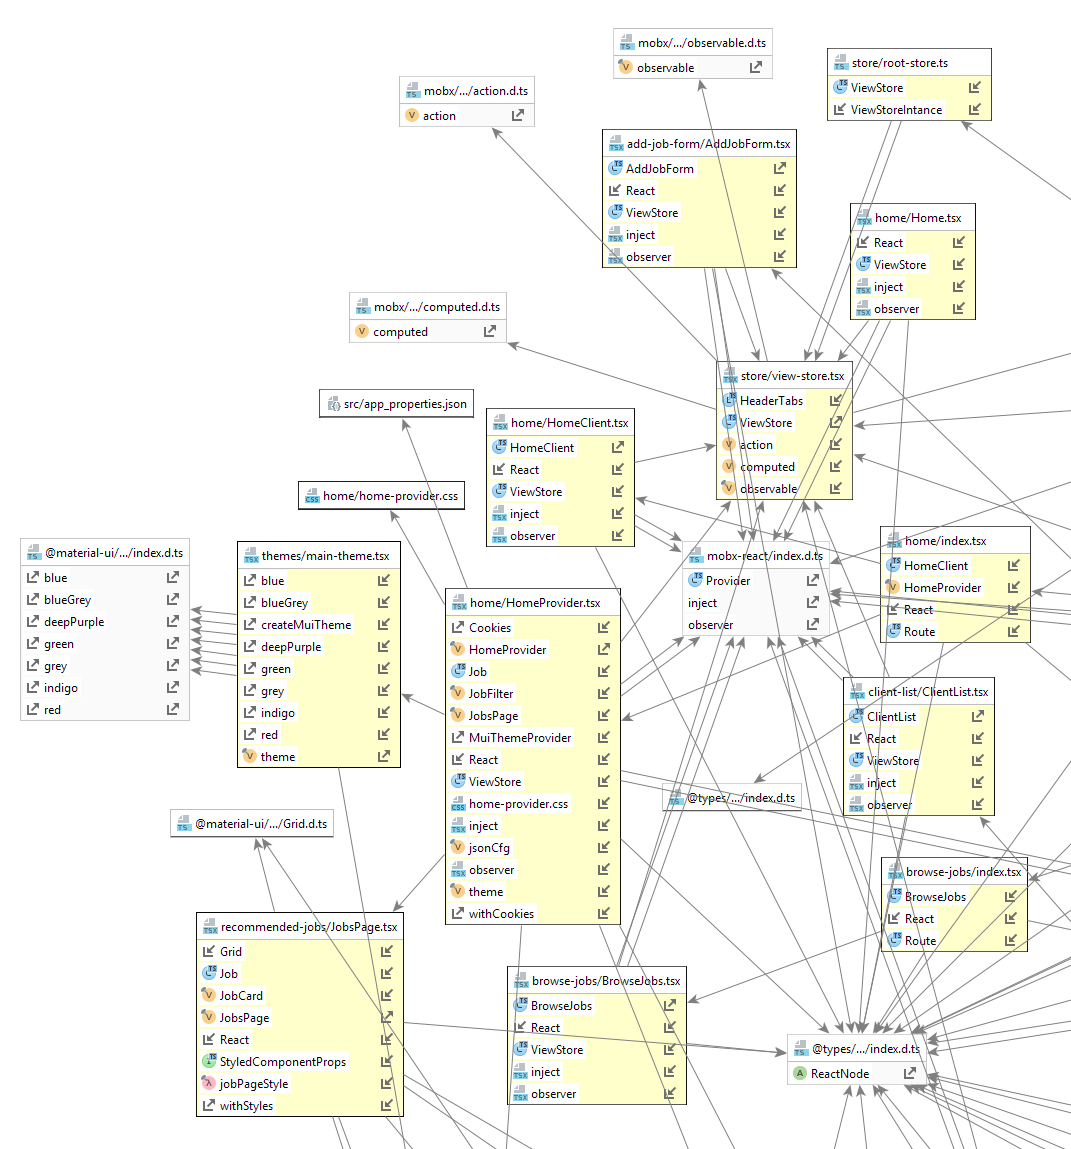 mobx/.../observable.d.ts
observable
store/root-store.ts
ViewStore
ViewStoreIntance
mobx/.../action.d.ts
action
add-job-form/AddJobForm.tsx
AddJobForm
React
ViewStore
inject
observer
home/Home.tsx
React
ViewStore
inject
observer
mobx/.../computed.d.ts
computed
store/view-store.tsx
HeaderTabs
ViewStore
action
computed
observable
src/app_properties.json
home/HomeClient.tsx
HomeClient
React
ViewStore
inject
observer
home/home-provider.css
@material-ui/.../index.d.ts
blue
blueGrey
deepPurple
green
grey
indigo
red
themes/main-theme.tsx
blue
blueGrey
createMuiTheme
deepPurple
green
grey
indigo
red
theme
mobx-react/index.d.ts
Provider
inject
observer
home/index.tsx
HomeClient
HomeProvider
React
Route
home/HomeProvider.tsx
Cookies
HomeProvider
Job
JobFilter
JobsPage
MuiThemeProvider
React
ViewStore
home-provider.css
inject
jsonCfg
observer
theme
withCookies
client-list/ClientList.tsx
ClientList
React
ViewStore
inject
observer
@types/.../index.d.ts
@material-ui/.../Grid.d.ts
browse-jobs/index.tsx
BrowseJobs
React
Route
recommended-jobs/JobsPage.tsx
Grid
Job
JobCard
JobsPage
React
StyledComponentProps
jobPageStyle
withStyles
browse-jobs/BrowseJobs.tsx
BrowseJobs
React
ViewStore
inject
observer
@types/.../index.d.ts
ReactNode